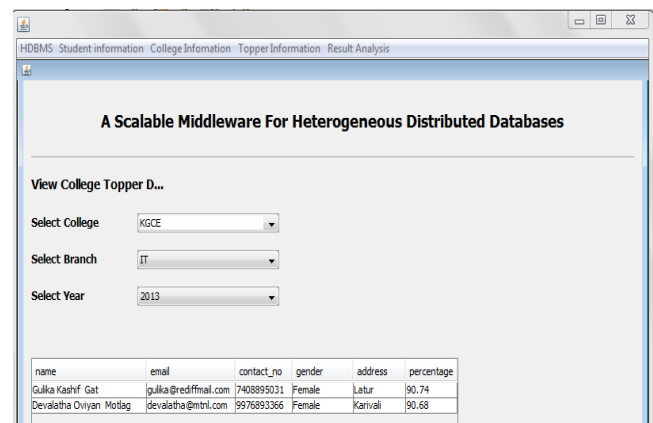 HDBMS Student information College Infomation Topper Information Result Analysis
A Scalable Middleware For Heterogeneous Distributed Databases
View College Topper D...
Select College KGCE
Select Branch IT
Select Year 2013
name email contact_no gender address percentage
Gulika Kashif Gat gulika@rediffmail.com 7408895031 Female Latur 90.74
Devalatha Oviyan Motlag devalatha@mtnl.com 9976893366 Female Karivali 90.68